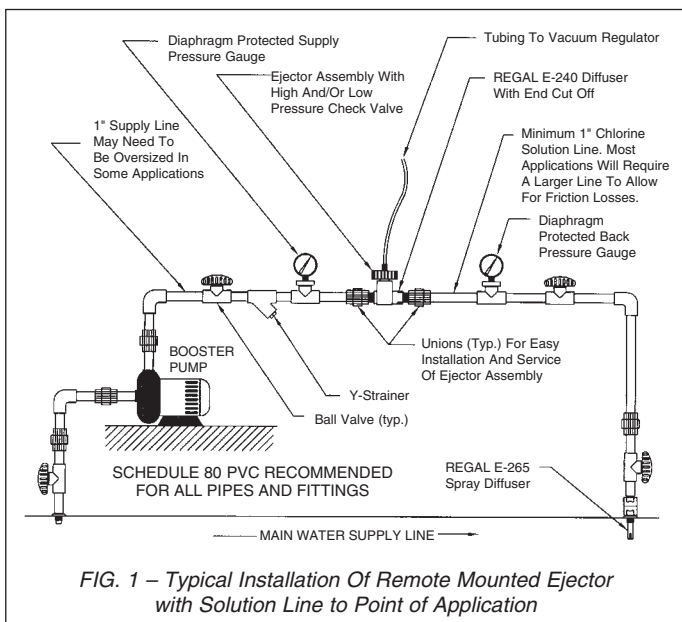 Diaphragm Protected Supply
Pressure Gauge
Tubing To Vacuum Regulator
Ejector Assembly With
High And/Or Low
Pressure Check Valve
REGAL E-240 Diffuser
With End Cut Off
1" Supply Line
May Need To
Be Oversized In
Some Applications
Minimum 1" Chlorine
Solution Line. Most
Applications Will Require
A Larger Line To Allow
For Friction Losses.
Diaphragm
Protected Back
Pressure Gauge
Unions (Typ.) For Easy
Installation And Service
Of Ejector Assembly
BOOSTER
PUMP
Y-Strainer
Ball Valve (typ.)
SCHEDULE 80 PVC RECOMMENDED
FOR ALL PIPES AND FITTINGS
REGAL E-265
Spray Diffuser
MAIN WATER SUPPLY LINE
FIG. 1 – Typical Installation Of Remote Mounted Ejector
with Solution Line to Point of Application